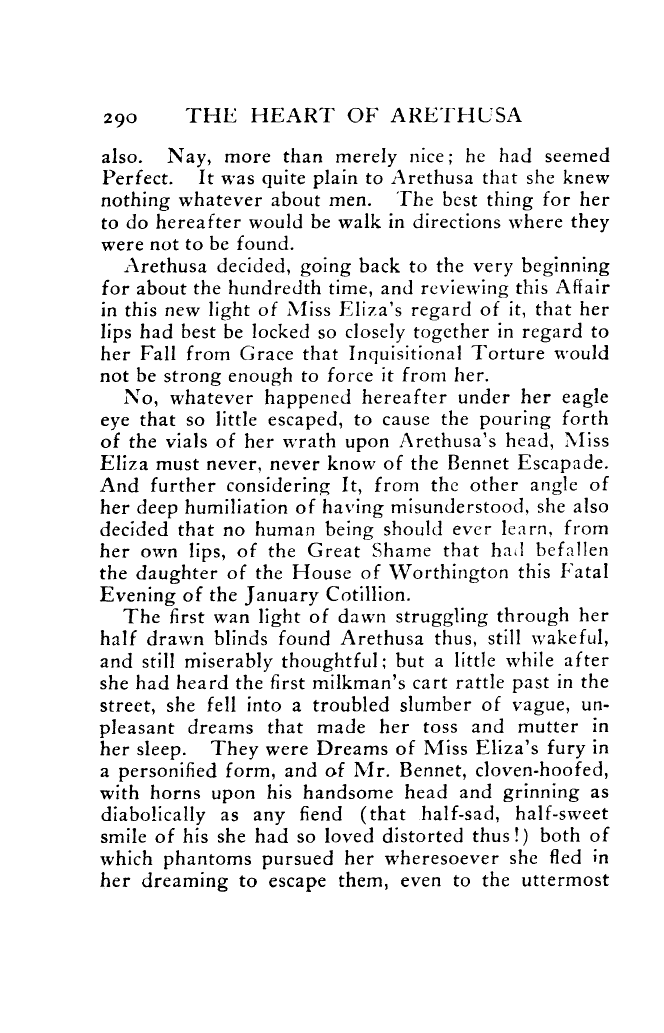 290 THE HEART OF ARETHUSA
also. Nay, more than merely nice; he had seemed
Perfect. It was quite plain to Arethusa that she knew
nothing whatever about men. The best thing for her
to do hereafter would be walk in directions where they
were not to be found.
Arethusa decided, going back to the very beginning
for about the hundredth time, and reviewing this Affair
in this new light of Miss Eliza's regard of it, that her
lips had best be locked so closely together in regard to
her Fall from Grace that Inquisitional Torture would
not be strong enough to force it from her.
No, whatever happened hereafter under her eagle
eye that so little escaped, to cause the pouring forth
of the vials of her wrath upon Arethusa's head, Miss
Eliza must never, never know of the Bennet Escapade.
And further considering It, from the other angle of
her deep humiliation of having misunderstood, she also
decided that no human being should ever learn, from
her own lips, of the Great Shame that had befallen
the daughter of the House of Worthington this Fatal
Evening of the January Cotillion.
The first wan light of dawn struggling through her
half drawn blinds found Arethusa thus, still wakeful,
and still miserably thoughtful; but a little while after
she had heard the first milkman's cart rattle past in the
street, she fell into a troubled slumber of vague, un-
pleasant dreams that made her toss and mutter in
her sleep. They were Dreams of Miss Eliza's fury in
a personified form, and of Mr. Bennet, cloven-hoofed,
with horns upon his handsome head and grinning as
diabolically as any fiend (that half-sad, half-sweet
smile of his she had so loved distorted thus!) both of
which phantoms pursued her wheresoever she fled in
her dreaming to escape them, even to the uttermost